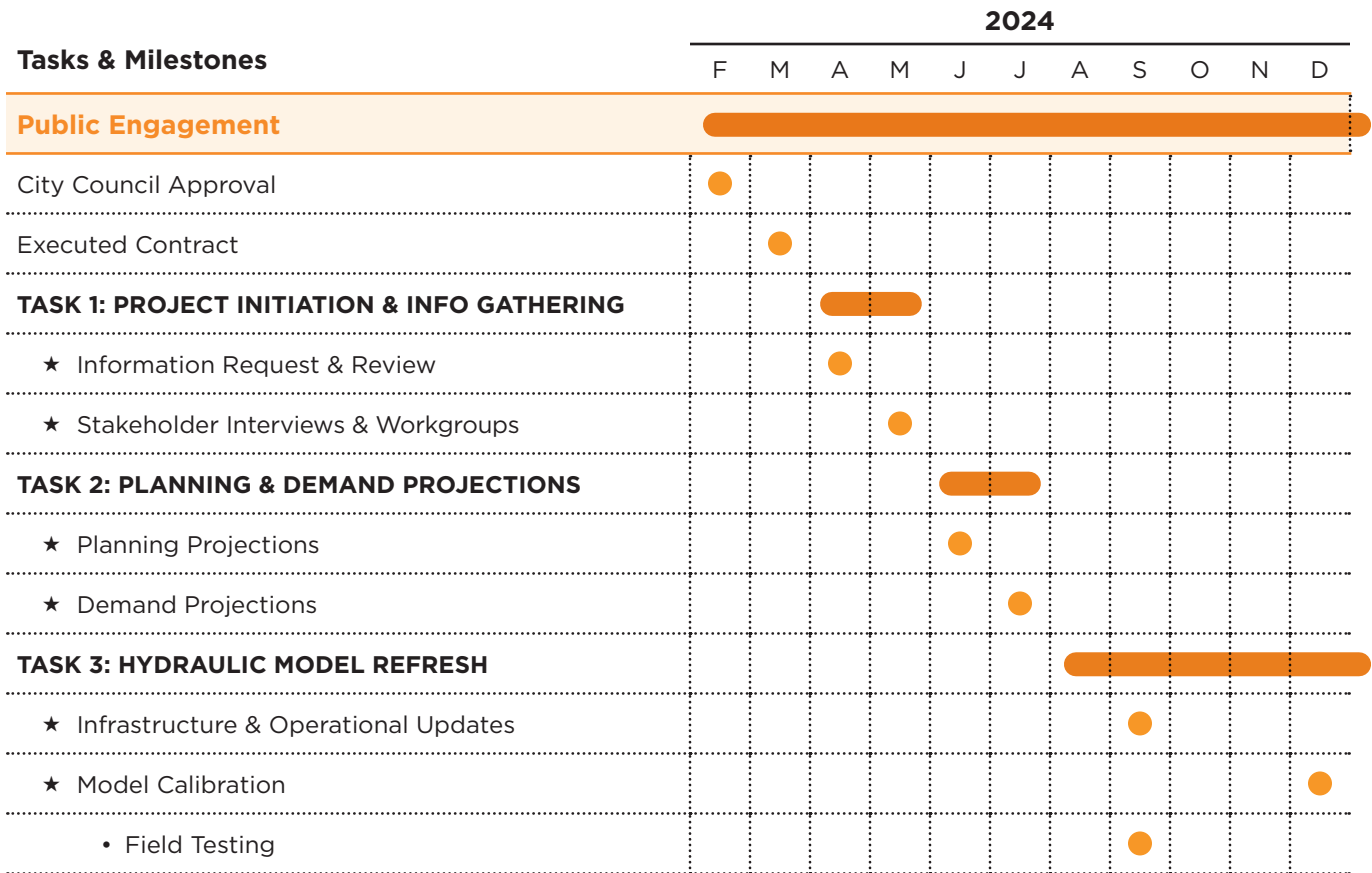 2024
Tasks & Milestones
F M A M J J A S O N D
Public Engagement
City Council Approval
Executed Contract
TASK 1: PROJECT INITIATION & INFO GATHERING
★ Information Request & Review
★ Stakeholder Interviews & Workgroups
TASK 2: PLANNING & DEMAND PROJECTIONS
★ Planning Projections
★ Demand Projections
TASK 3: HYDRAULIC MODEL REFRESH
★ Infrastructure & Operational Updates
★ Model Calibration
• Field Testing